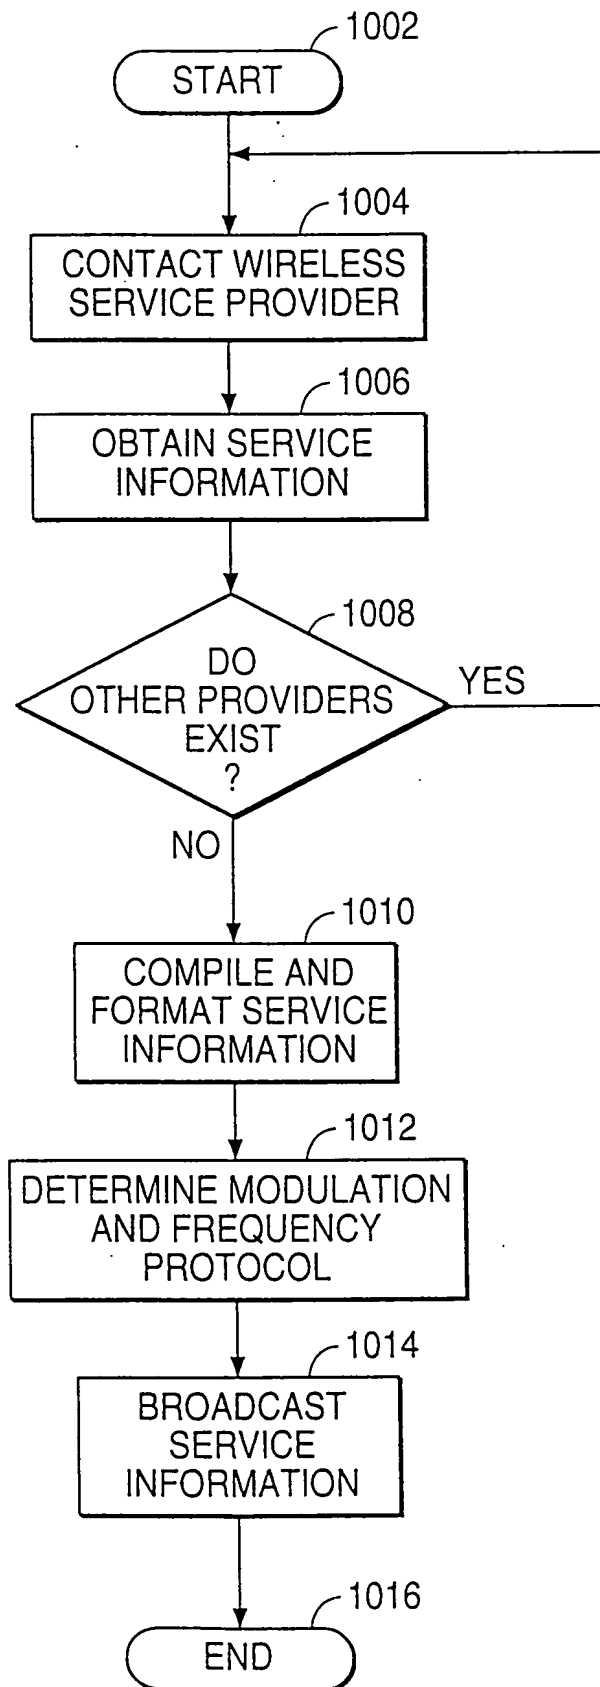 1002
START
1004
CONTACT WIRELESS
SERVICE PROVIDER
1006
OBTAIN SERVICE
INFORMATION
1008
DO
OTHER PROVIDERS
EXIST
?
YES
NO
1010
COMPILE AND
FORMAT SERVICE
INFORMATION
1012
DETERMINE MODULATION
AND FREQUENCY
PROTOCOL
1014
BROADCAST
SERVICE
INFORMATION
1016
END